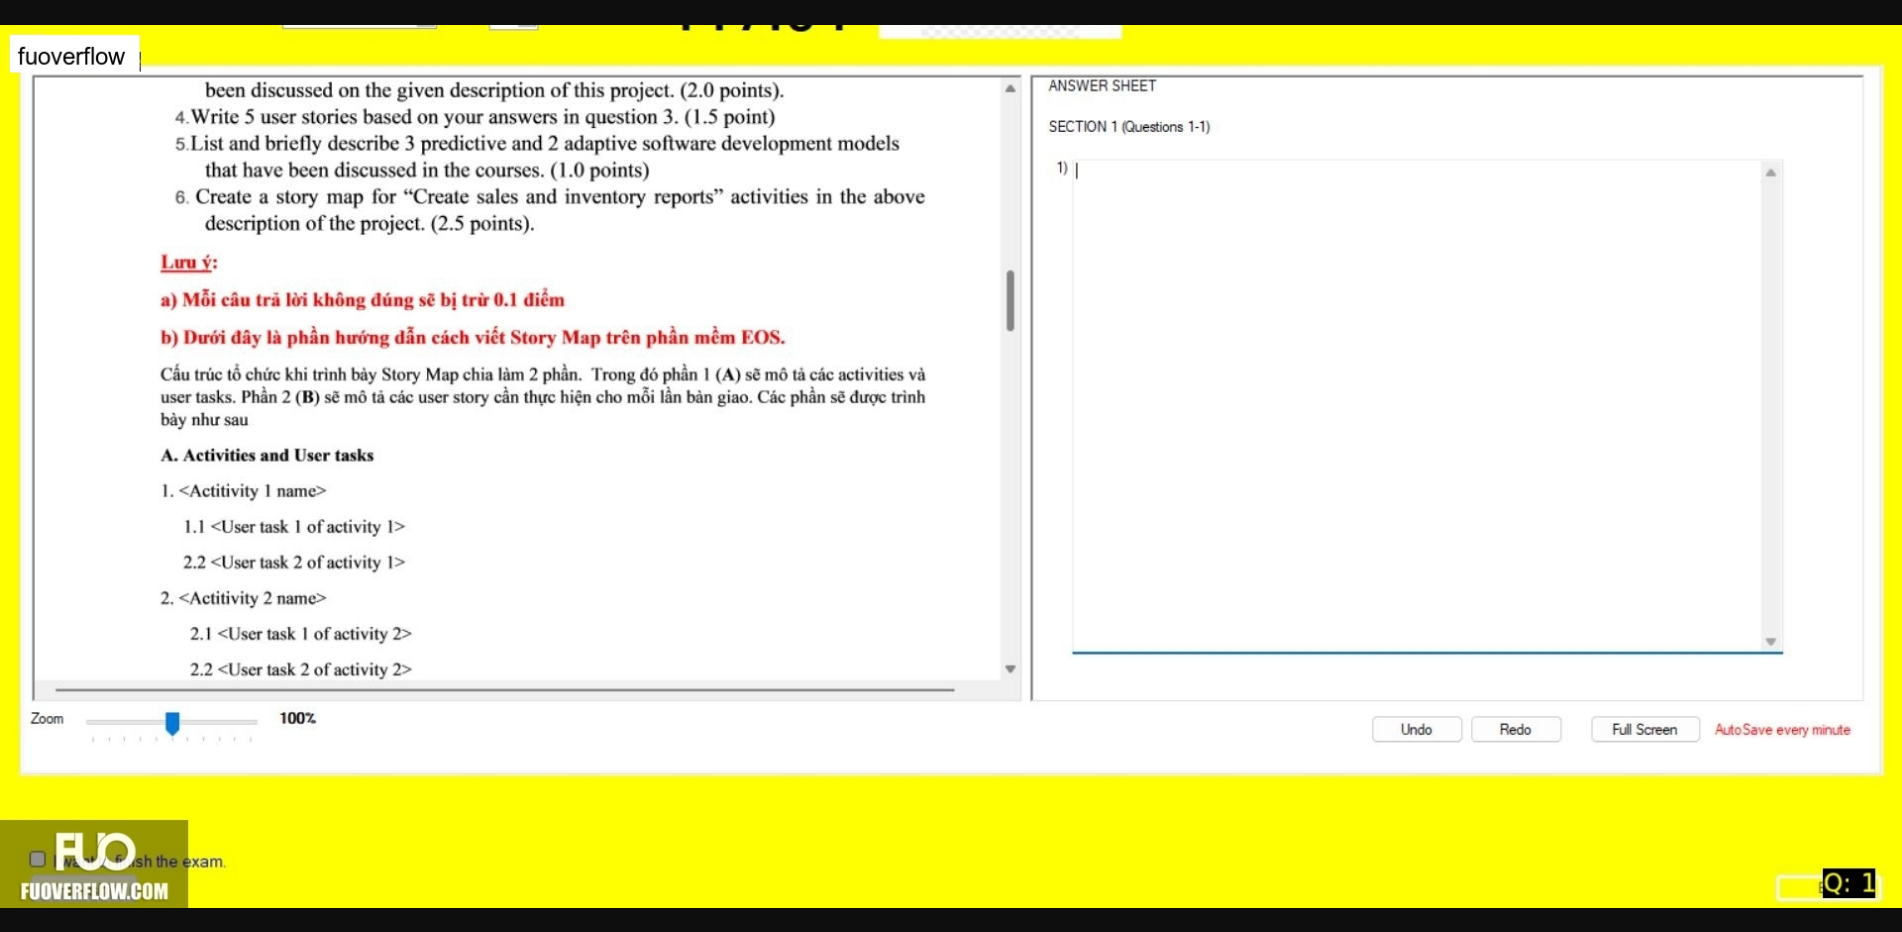 fuoverflow
been discussed on the given description of this project. (2.0 points).
4.Write 5 user stories based on your answers in question 3. (1.5 point)
5.List and briefly describe 3 predictive and 2 adaptive software development models
that have been discussed in the courses. (1.0 points)
6. Create a story map for “Create sales and inventory reports” activities in the above
description of the project. (2.5 points).
Lưu ý:
a) Mỗi câu trả lời không đúng sẽ bị trừ 0.1 điểm
b) Dưới đây là phần hướng dẫn cách viết Story Map trên phần mềm EOS.
Cấu trúc tổ chức khi trình bày Story Map chia làm 2 phần. Trong đó phần 1 (A) sẽ mô tả các activities và
user tasks. Phần 2 (B) sẽ mô tả các user story cần thực hiện cho mỗi lần bàn giao. Các phần sẽ được trình
bày như sau
A. Activities and User tasks
1. <Actitivity 1 name>
1.1 <User task 1 of activity 1>
2.2 <User task 2 of activity 1>
2. <Actitivity 2 name>
2.1 <User task 1 of activity 2>
2.2 <User task 2 of activity 2>
ANSWER SHEET
SECTION 1 (Questions 1-1)
1)
Zoom
100%
Undo
Redo
Full Screen
AutoSave every minute
FUO
the exam.
FUOVERFLOW.COM
Q: 1